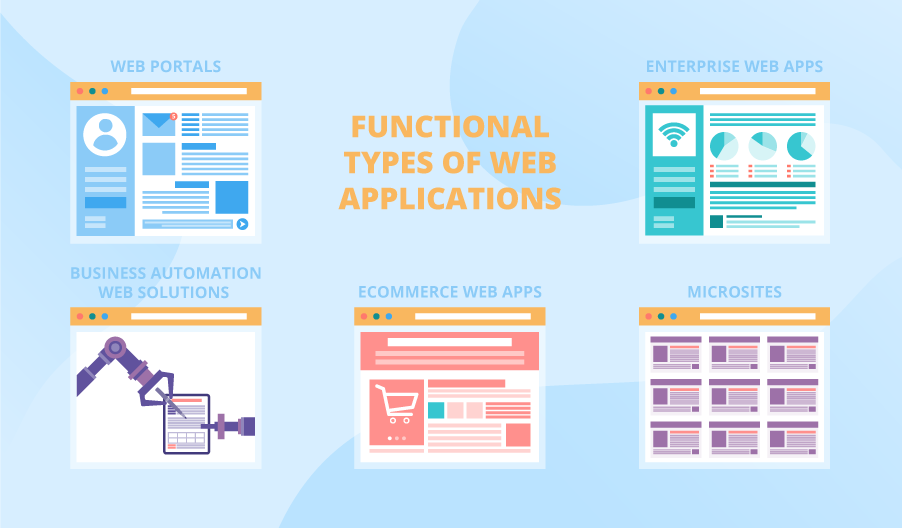 WEB PORTALS
FUNCTIONAL
TYPES OF WEB
APPLICATIONS
ENTERPRISE WEB APPS
BUSINESS AUTOMATION
WEB SOLUTIONS
ECOMMERCE WEB APPS
MICROSITES